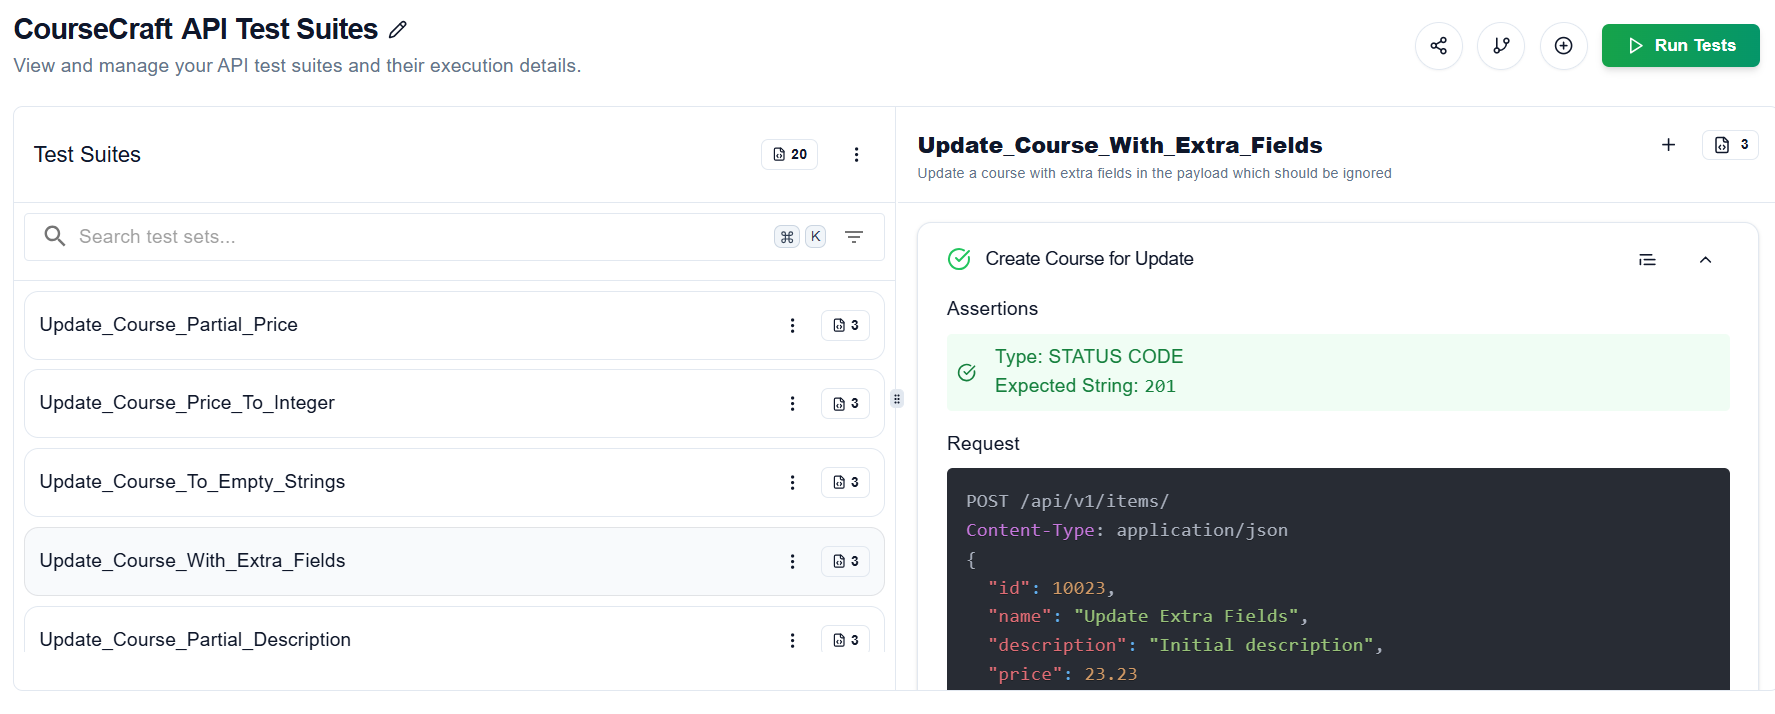 CourseCraft API Test Suites
View and manage your API test suites and their execution details.
Run Tests
Test Suites
20
Search test sets...
⌘ K
Update_Course_Partial_Price
3
Update_Course_Price_To_Integer
3
Update_Course_To_Empty_Strings
3
Update_Course_With_Extra_Fields
3
Update_Course_Partial_Description
3
Update_Course_With_Extra_Fields
3
Update a course with extra fields in the payload which should be ignored
Create Course for Update
Assertions
Type: STATUS CODE
Expected String: 201
Request
POST /api/v1/items/
Content-Type: application/json
{
"id": 10023,
"name": "Update Extra Fields",
"description": "Initial description",
"price": 23.23